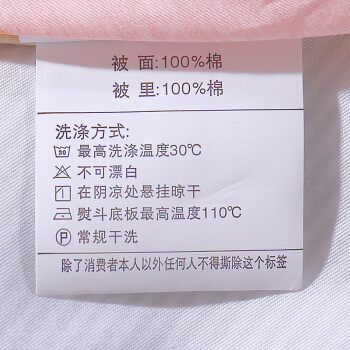 被 面:100%棉
被 里:100%棉
洗涤方式:
30 最高洗涤温度30℃
不可漂白
在阴凉处悬挂晾干
熨斗底板最高温度110℃
P 常规干洗
除了消费者本人以外任何人不得撕除这个标签